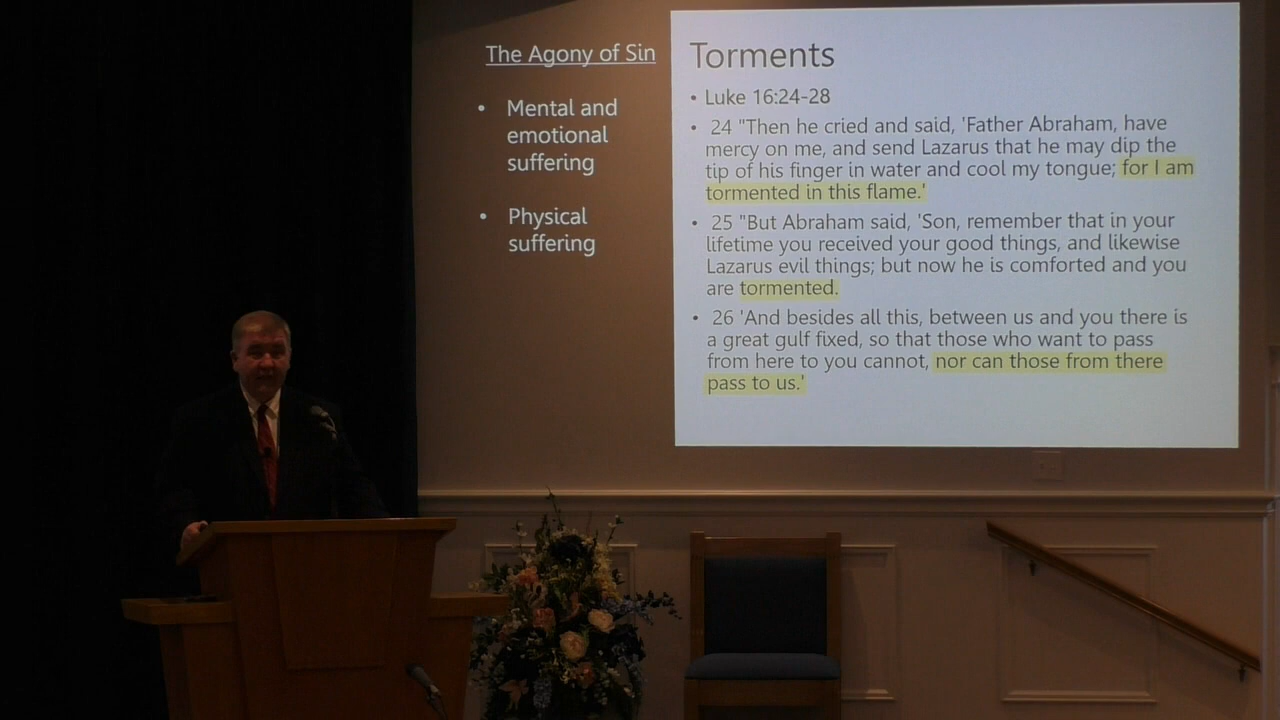 The Agony of Sin
• Mental and
emotional
suffering
• Physical
suffering
Torments
• Luke 16:24-28
• 24 "Then he cried and said, 'Father Abraham, have
mercy on me, and send Lazarus that he may dip the
tip of his finger in water and cool my tongue; for I am
tormented in this flame.'
• 25 "But Abraham said, 'Son, remember that in your
lifetime you received your good things, and likewise
Lazarus evil things; but now he is comforted and you
are tormented.
• 26 'And besides all this, between us and you there is
a great gulf fixed, so that those who want to pass
from here to you cannot, nor can those from there
pass to us.'